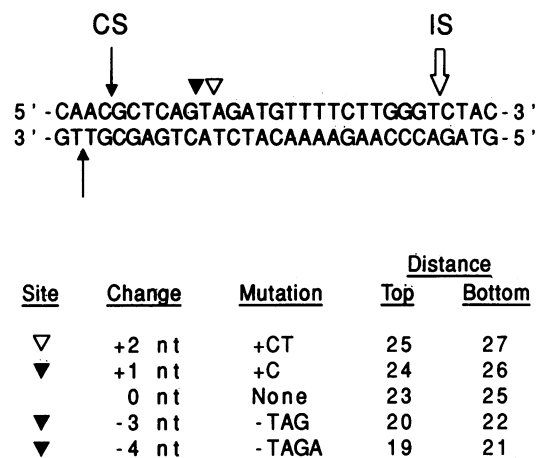 CS IS
5'-CAACGCTCAGTAGATGTTTTCTTGGGTCTAC-3'
3'-GTTGCGAGTCATCTACAAAAGAACCCAGATG-5'
Distance
Site Change Mutation Top Bottom
▽ +2 nt +CT 25 27
▼ +1 nt +C 24 26
0 nt None 23 25
▼ -3 nt -TAG 20 22
▼ -4 nt -TAGA 19 21